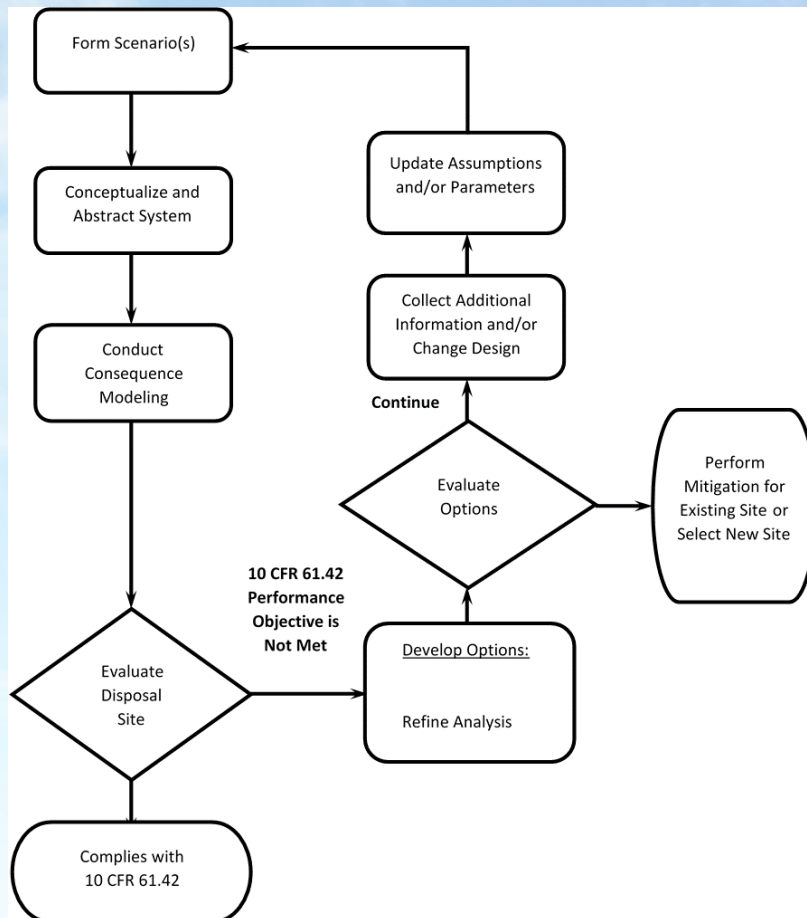 Form Scenario(s)
Conceptualize and
Abstract System
Conduct
Consequence
Modeling
Evaluate
Disposal
Site
Complies with
10 CFR 61.42
10 CFR 61.42
Performance
Objective is
Not Met
Develop Options:
Refine Analysis
Evaluate
Options
Continue
Collect Additional
Information and/or
Change Design
Update Assumptions
and/or Parameters
Perform
Mitigation for
Existing Site or
Select New Site